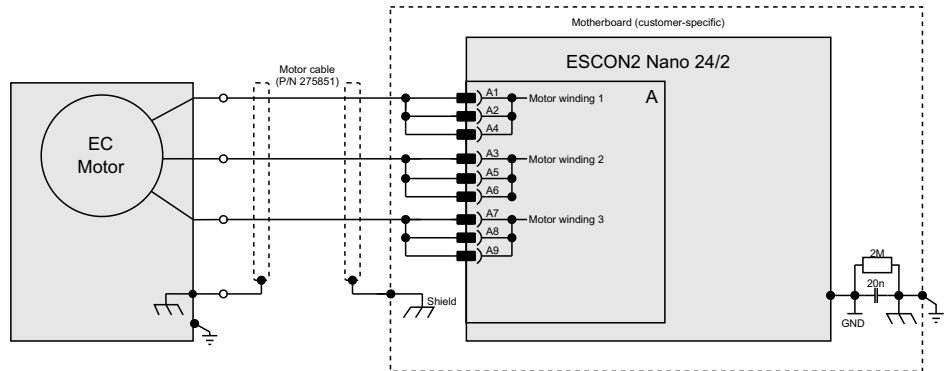 Motherboard (customer-specific)
ESCON2 Nano 24/2
Motor cable
(P/N 275851)
A
EC
Motor
A1
Motor winding 1
A2
A4
A3
Motor winding 2
A5
A6
A7
Motor winding 3
A8
A9
Shield
2M
20n
GND